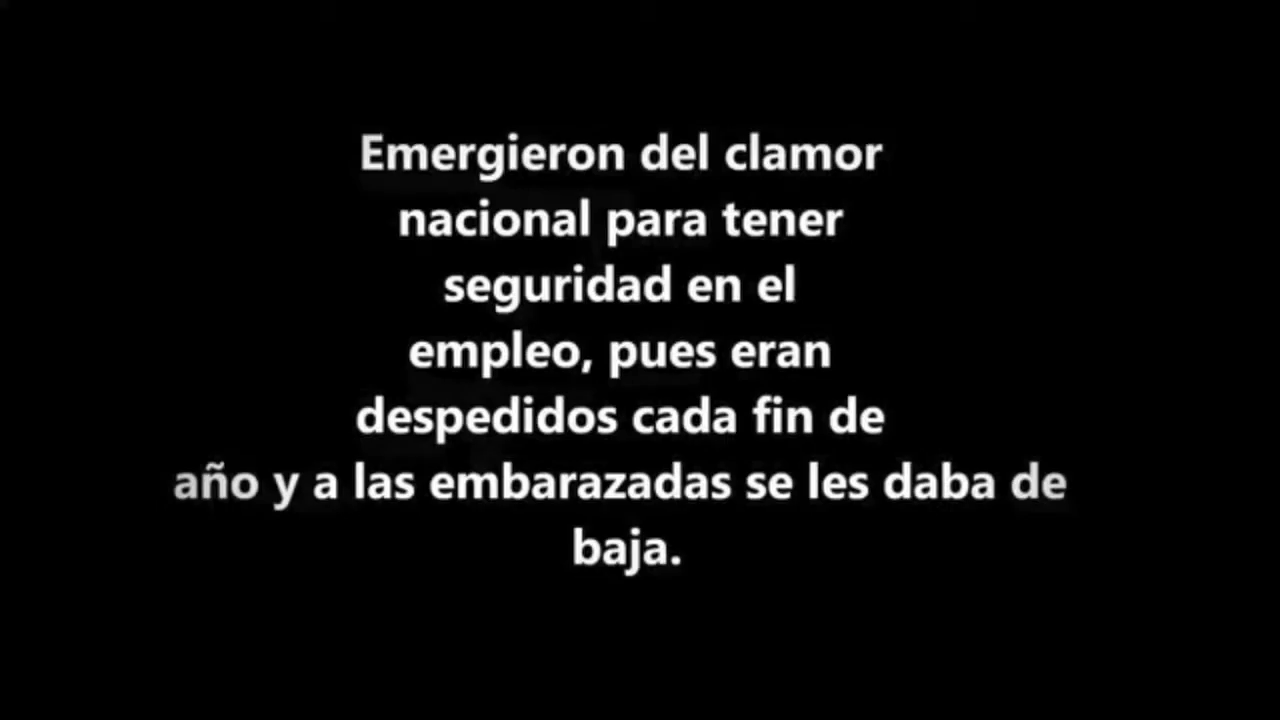 Emergieron del clamor
nacional para tener
seguridad en el
empleo, pues eran
despedidos cada fin de
año y a las embarazadas se les daba de
baja.